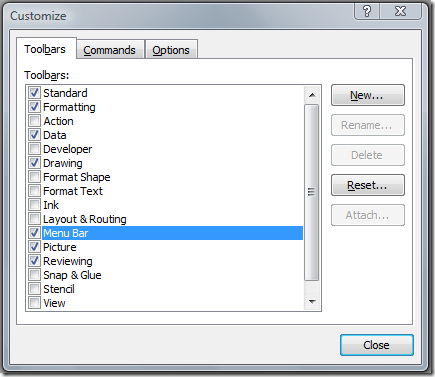 Customize
Toolbars Commands Options
Toolbars:
Standard
Formatting
Action
Data
Developer
Drawing
Format Shape
Format Text
Ink
Layout & Routing
Menu Bar
Picture
Reviewing
Snap & Glue
Stencil
View
New...
Rename...
Delete
Reset...
Attach...
Close